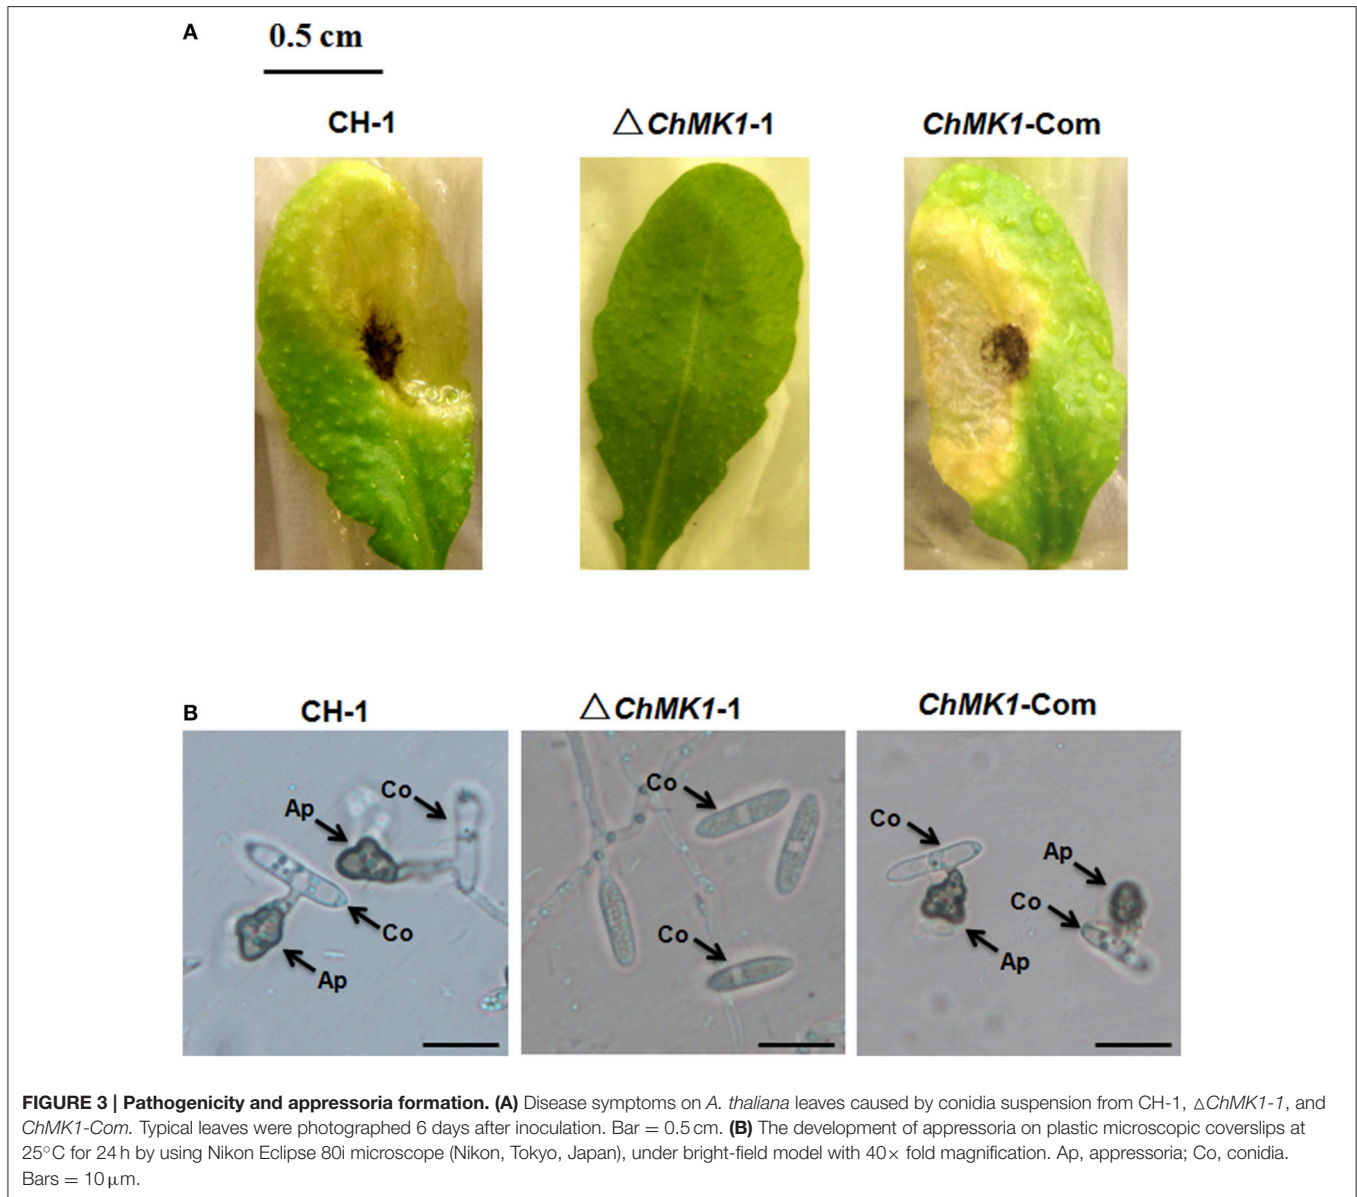 A
0.5 cm
CH-1
△ChMK1-1
ChMK1-Com
B
CH-1
△ChMK1-1
ChMK1-Com
Co
Ap
Co
Ap
Co
Co
Co
Ap
Co
Ap
FIGURE 3 | Pathogenicity and appressoria formation. (A) Disease symptoms on A. thaliana leaves caused by conidia suspension from CH-1, △ChMK1-1, and
ChMK1-Com. Typical leaves were photographed 6 days after inoculation. Bar = 0.5 cm. (B) The development of appressoria on plastic microscopic coverslips at
25°C for 24 h by using Nikon Eclipse 80i microscope (Nikon, Tokyo, Japan), under bright-field model with 40× fold magnification. Ap, appressoria; Co, conidia.
Bars = 10 μm.